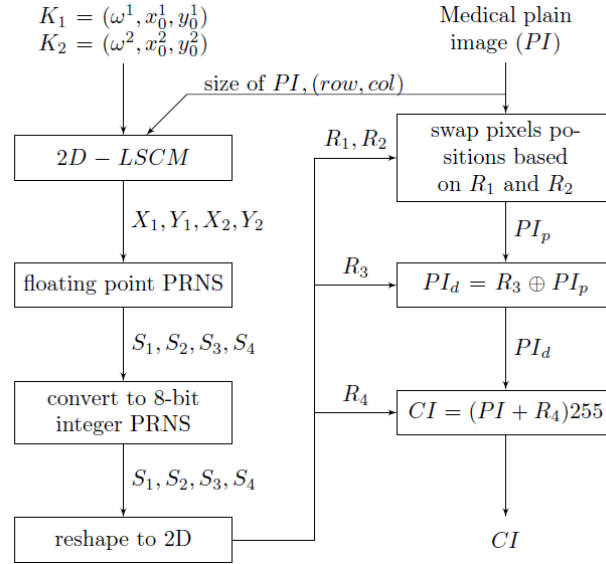 K_1 = (ω^1, x_0^1, y_0^1)
K_2 = (ω^2, x_0^2, y_0^2)
Medical plain
image (PI)
size of PI, (row, col)
2D − LSCM
R_1, R_2
swap pixels po-
sitions based
on R_1 and R_2
X_1, Y_1, X_2, Y_2
PI_p
floating point PRNS
R_3
PI_d = R_3 ⊕ PI_p
S_1, S_2, S_3, S_4
PI_d
convert to 8-bit
integer PRNS
R_4
CI = (PI + R_4)255
S_1, S_2, S_3, S_4
reshape to 2D
CI